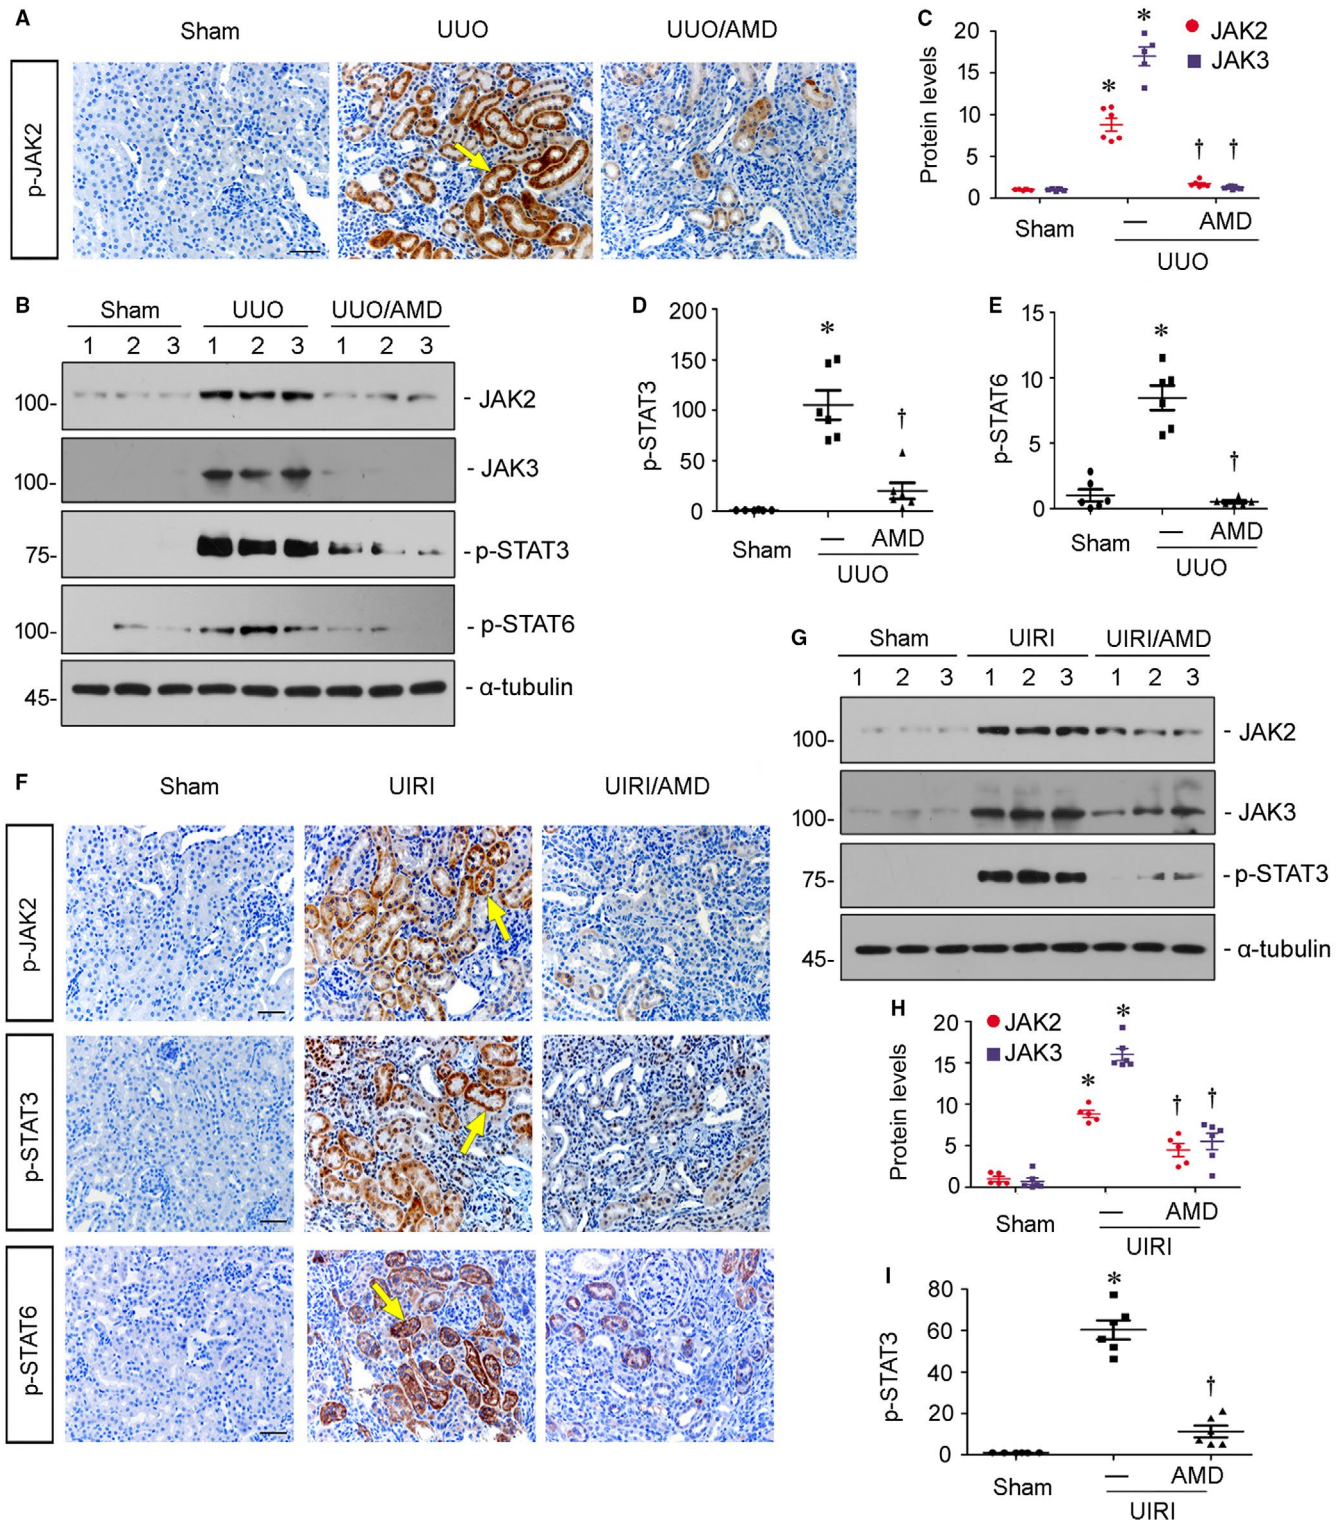 A
Sham UUO UUO/AMD
p-JAK2
C
JAK2
JAK3
Protein levels
20
15
10
5
0
*
*
†
†
Sham — AMD
UUO
B
Sham UUO UUO/AMD
1 2 3 1 2 3 1 2 3
100- - JAK2
100- - JAK3
75- - p-STAT3
100- - p-STAT6
45- - α-tubulin
D
p-STAT3
200
150
100
50
0
*
†
Sham — AMD
UUO
E
p-STAT6
15
10
5
0
*
†
Sham — AMD
UUO
F
Sham UIRI UIRI/AMD
p-JAK2
p-STAT3
p-STAT6
G
Sham UIRI UIRI/AMD
1 2 3 1 2 3 1 2 3
100- - JAK2
100- - JAK3
75- - p-STAT3
45- - α-tubulin
H
JAK2
JAK3
Protein levels
20
15
10
5
0
*
*
†
†
Sham — AMD
UIRI
I
p-STAT3
80
60
40
20
0
*
†
Sham — AMD
UIRI